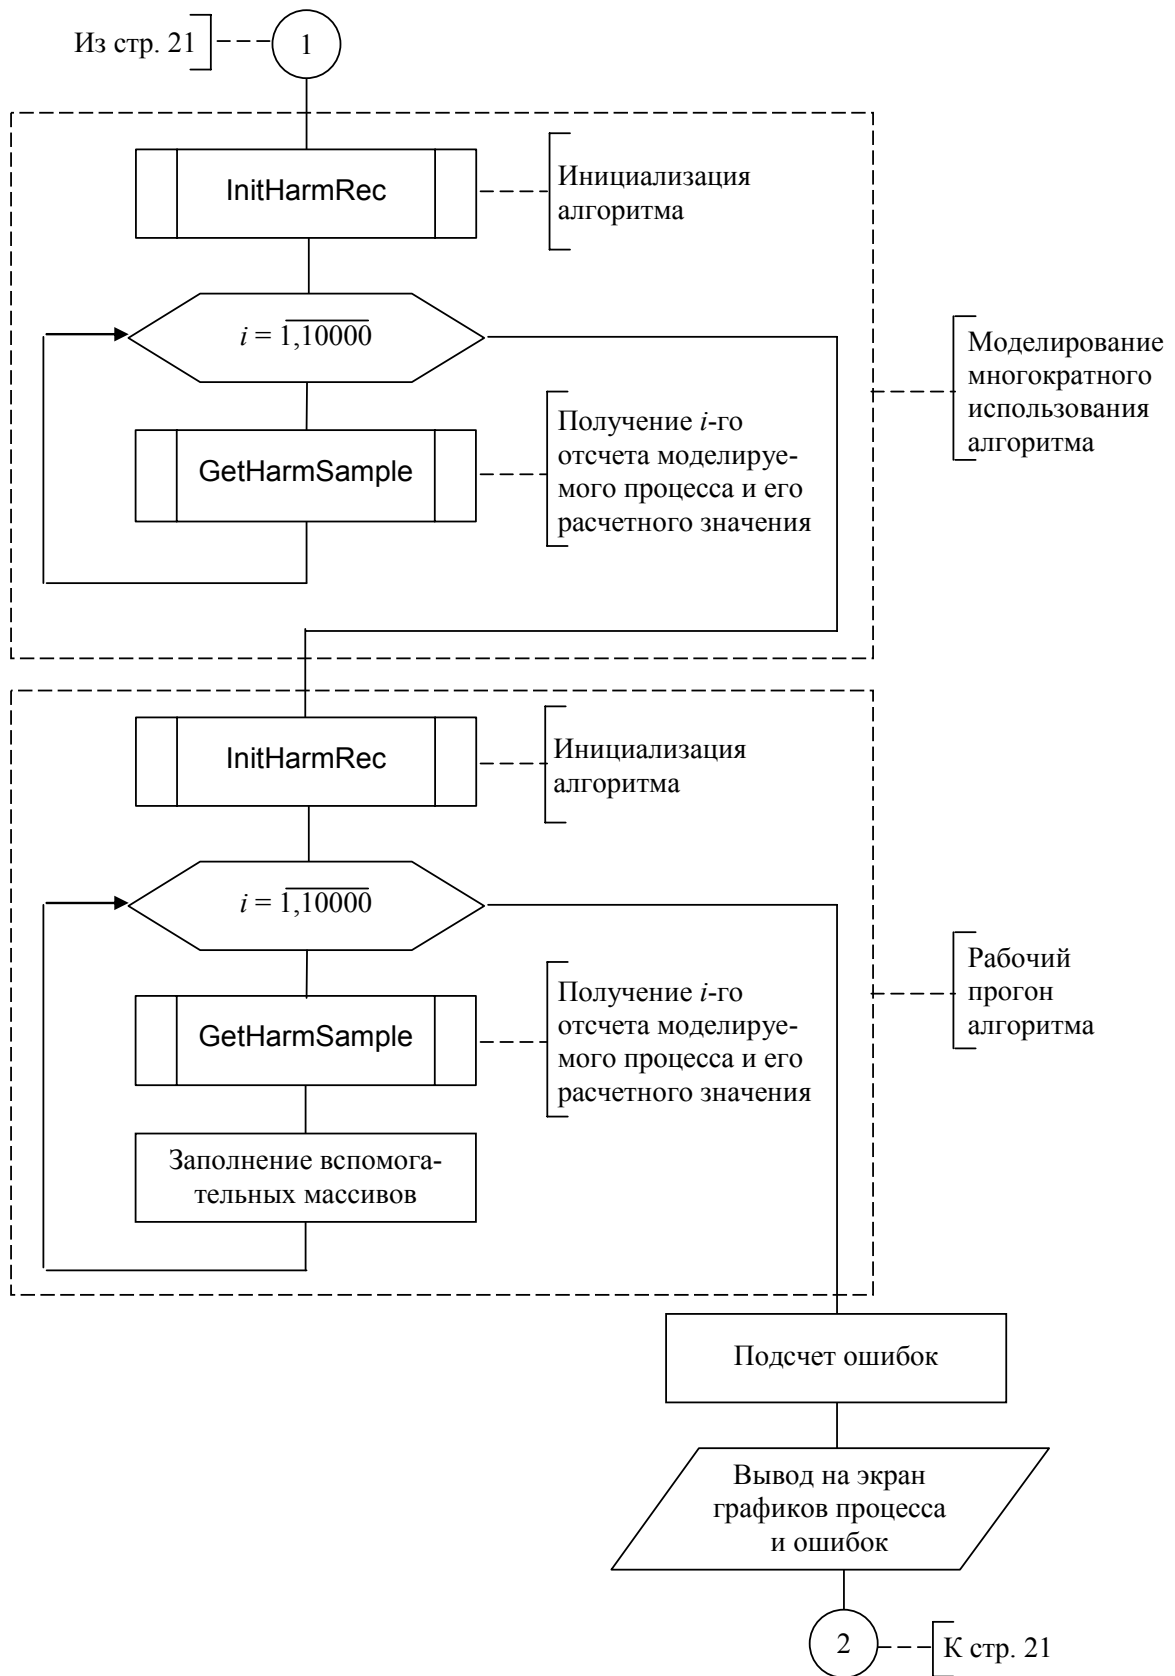 Из стр. 21
1
InitHarmRec
Инициализация
алгоритма
i = 1,10000
Моделирование
многократного
использования
алгоритма
GetHarmSample
Получение i-го
отсчета моделируе-
мого процесса и его
расчетного значения
InitHarmRec
Инициализация
алгоритма
i = 1,10000
Рабочий
прогон
алгоритма
GetHarmSample
Получение i-го
отсчета моделируе-
мого процесса и его
расчетного значения
Заполнение вспомога-
тельных массивов
Подсчет ошибок
Вывод на экран
графиков процесса
и ошибок
2
К стр. 21